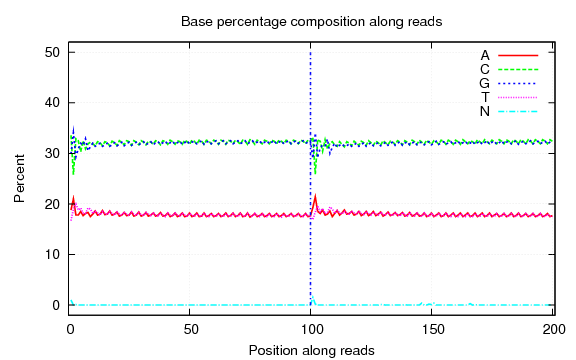 Base percentage composition along reads
50
40
30
20
10
0
Percent
A
C
G
T
N
0 50 100 150 200
Position along reads